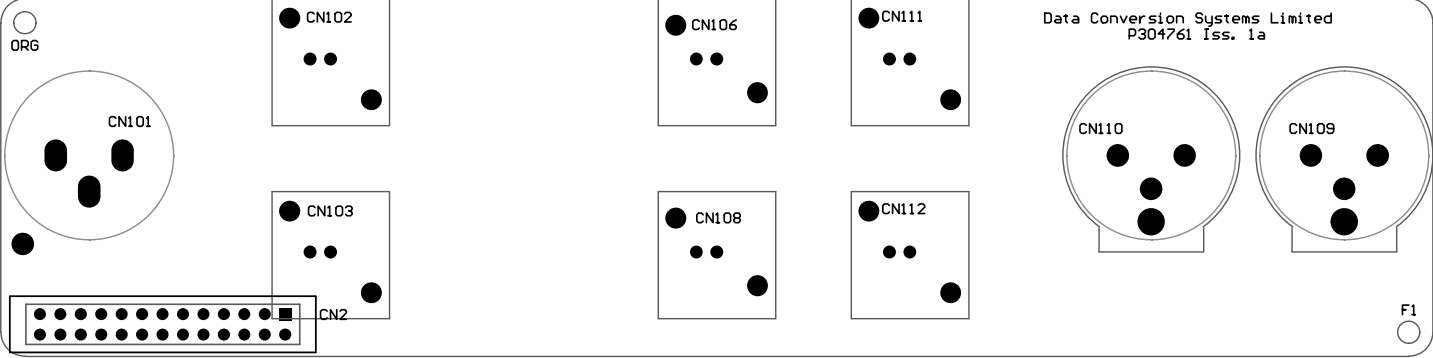 CN102
CN106
CN111
Data Conversion Systems Limited
P304761 Iss. 1a
ORG
CN101
CN110
CN109
CN103
CN108
CN112
CN2
F1